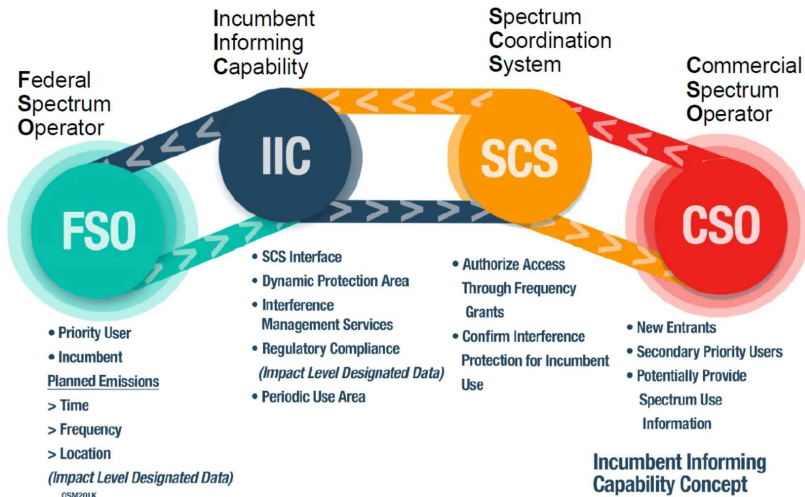 Federal
Spectrum
Operator
Incumbent
Informing
Capability
Spectrum
Coordination
System
Commercial
Spectrum
Operator
FSO
IIC
SCS
CSO
• Priority User
• Incumbent
Planned Emissions
> Time
> Frequency
> Location
(Impact Level Designated Data)
OSM201K
• SCS Interface
• Dynamic Protection Area
• Interference
Management Services
• Regulatory Compliance
(Impact Level Designated Data)
• Periodic Use Area
• Authorize Access
Through Frequency
Grants
• Confirm Interference
Protection for Incumbent
Use
• New Entrants
• Secondary Priority Users
• Potentially Provide
Spectrum Use
Information
Incumbent Informing
Capability Concept